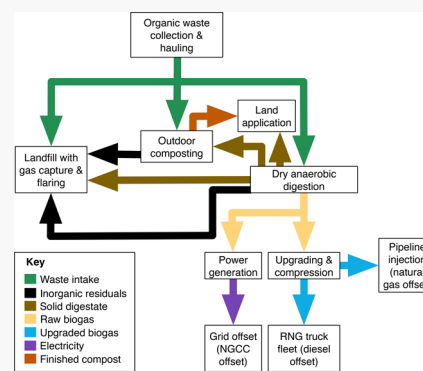 Organic waste
collection &
hauling
Land
application
Outdoor
composting
Landfill with
gas capture &
flaring
Dry anaerobic
digestion
Power
generation
Upgrading &
compression
Pipeline
injection
(natura
gas offse
Key
Waste intake
Inorganic residuals
Solid digestate
Raw biogas
Upgraded biogas
Electricity
Finished compost
Grid offset
(NGCC
offset)
RNG truck
fleet (diesel
offset)